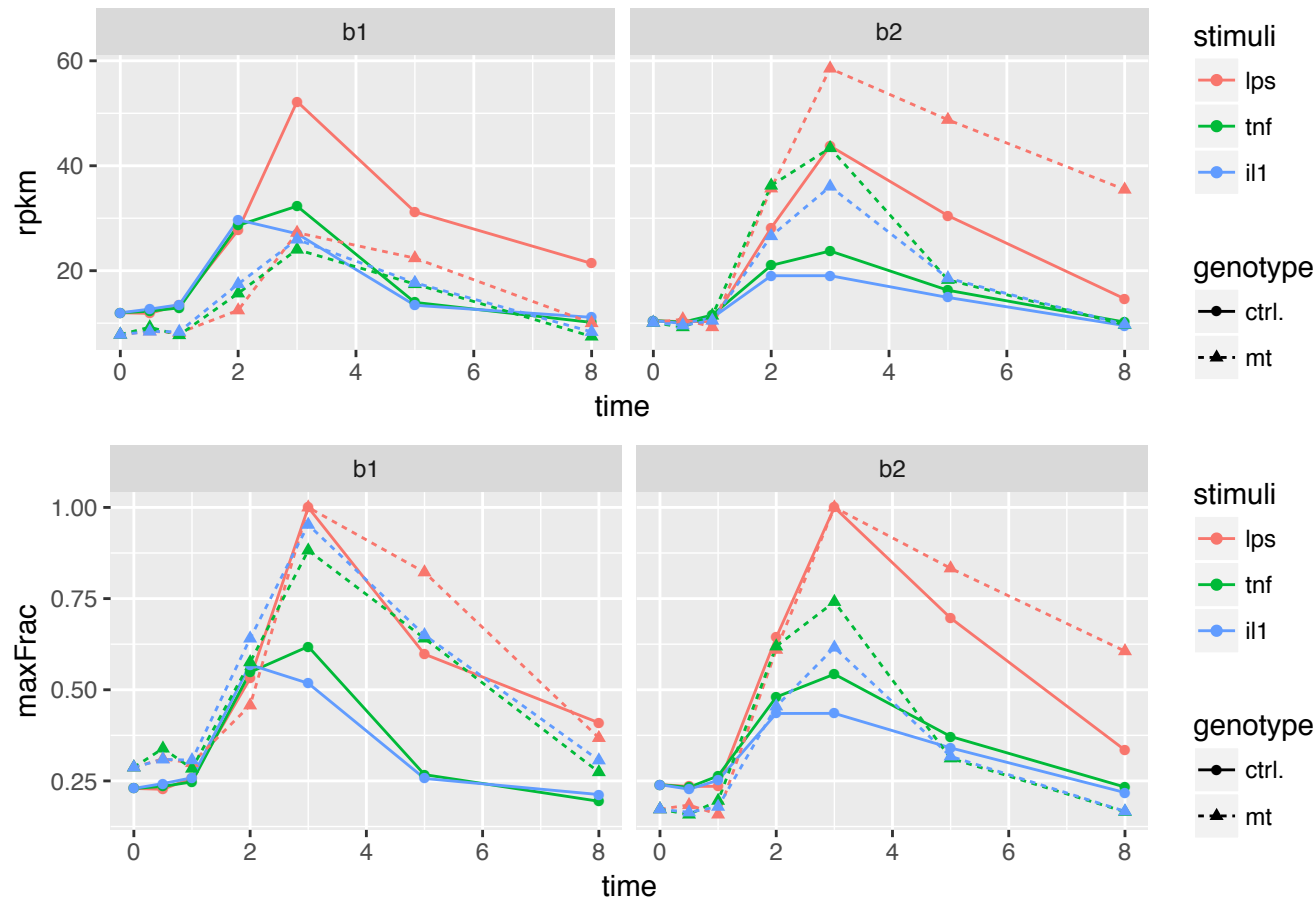 b1 b2
60
40
20
rpkm
0 2 4 6 8 0 2 4 6 8
time
stimuli
lps
tnf
il1
genotype
ctrl.
mt
b1 b2
1.00
0.75
0.50
0.25
maxFrac
0 2 4 6 8 0 2 4 6 8
time
stimuli
lps
tnf
il1
genotype
ctrl.
mt